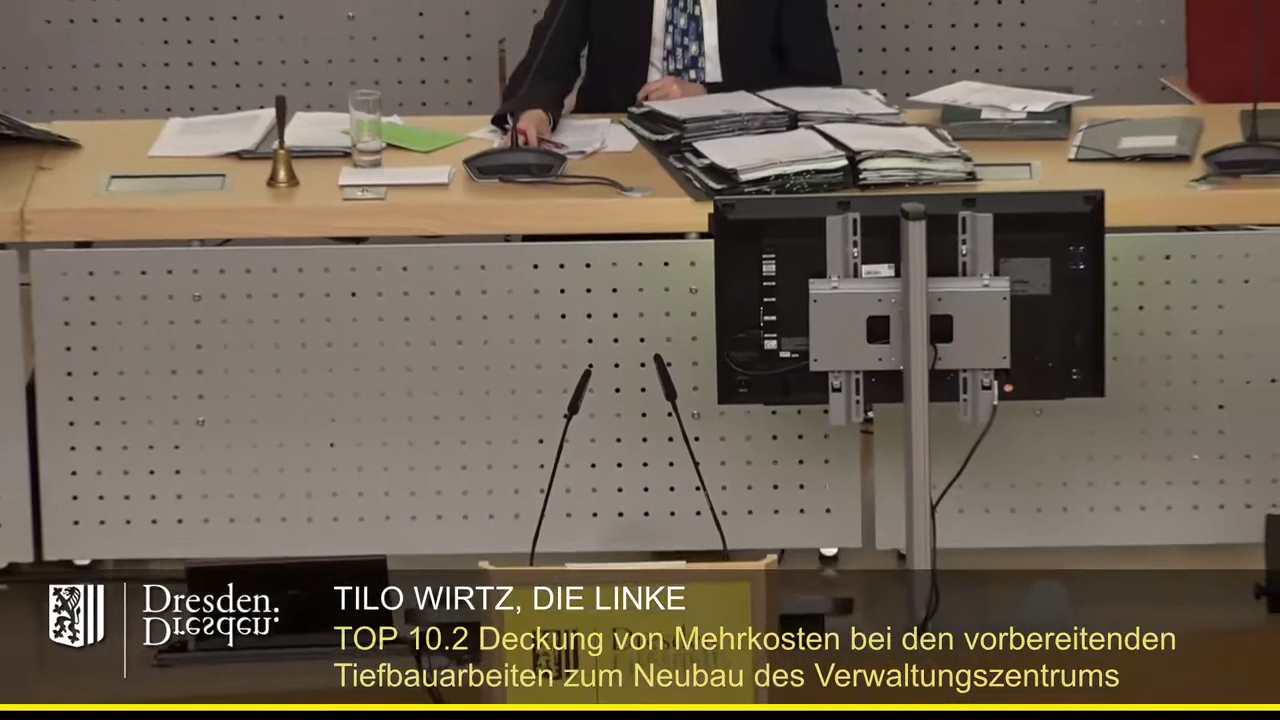 TILO WIRTZ, DIE LINKE
Dresden.
Dresden.
TOP 10.2 Deckung von Mehrkosten bei den vorbereitenden
Tiefbauarbeiten zum Neubau des Verwaltungszentrums